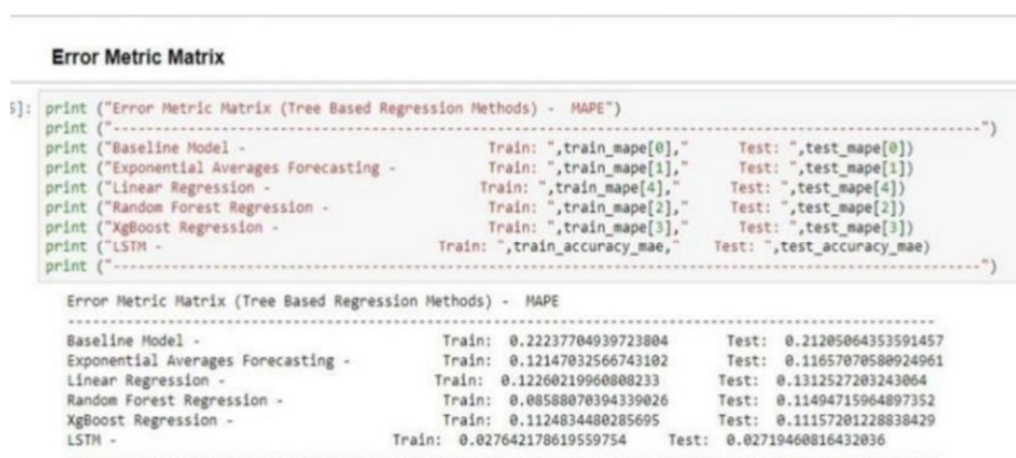 Error Metric Matrix
5]: print ("Error Metric Matrix (Tree Based Regression Methods) -  MAPE")
print ("--------------------------------------------------------------------------------------------------------")
print ("Baseline Model -                             Train: ",train_mape[0],"      Test: ",test_mape[0])
print ("Exponential Averages Forecasting -           Train: ",train_mape[1],"      Test: ",test_mape[1])
print ("Linear Regression -                         Train: ",train_mape[4],"      Test: ",test_mape[4])
print ("Random Forest Regression -                   Train: ",train_mape[2],"      Test: ",test_mape[2])
print ("XgBoost Regression -                         Train: ",train_mape[3],"      Test: ",test_mape[3])
print ("LSTM -                                 Train: ",train_accuracy_mae,"     Test: ",test_accuracy_mae)
print ("--------------------------------------------------------------------------------------------------------")
Error Metric Matrix (Tree Based Regression Methods) -  MAPE
--------------------------------------------------------------------------------------------------------
Baseline Model -                             Train:  0.22237704939723804       Test:  0.21205064353591457
Exponential Averages Forecasting -           Train:  0.12147032566743102       Test:  0.11657070580924961
Linear Regression -                         Train:  0.12260219960808233       Test:  0.1312527203243064
Random Forest Regression -                   Train:  0.08588070394339026       Test:  0.11494715964897352
XgBoost Regression -                         Train:  0.1124834480285695       Test:  0.11157201228838429
LSTM -                                 Train:  0.027642178619559754      Test:  0.02719460816432036